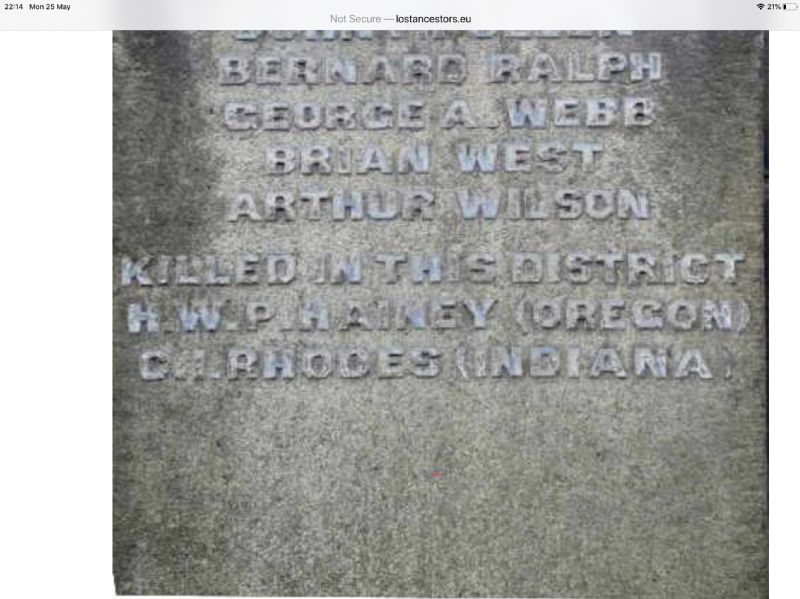 22:14 Mon 25 May
Not Secure — lostancestors.eu
21%
BERNARD RALPH
GEORGE A. WEBB
BRIAN WEST
ARTHUR WILSON
KILLED IN THIS DISTRICT
H.W.P.HAINEY (OREGON)
C.H.RHODES (INDIANA)